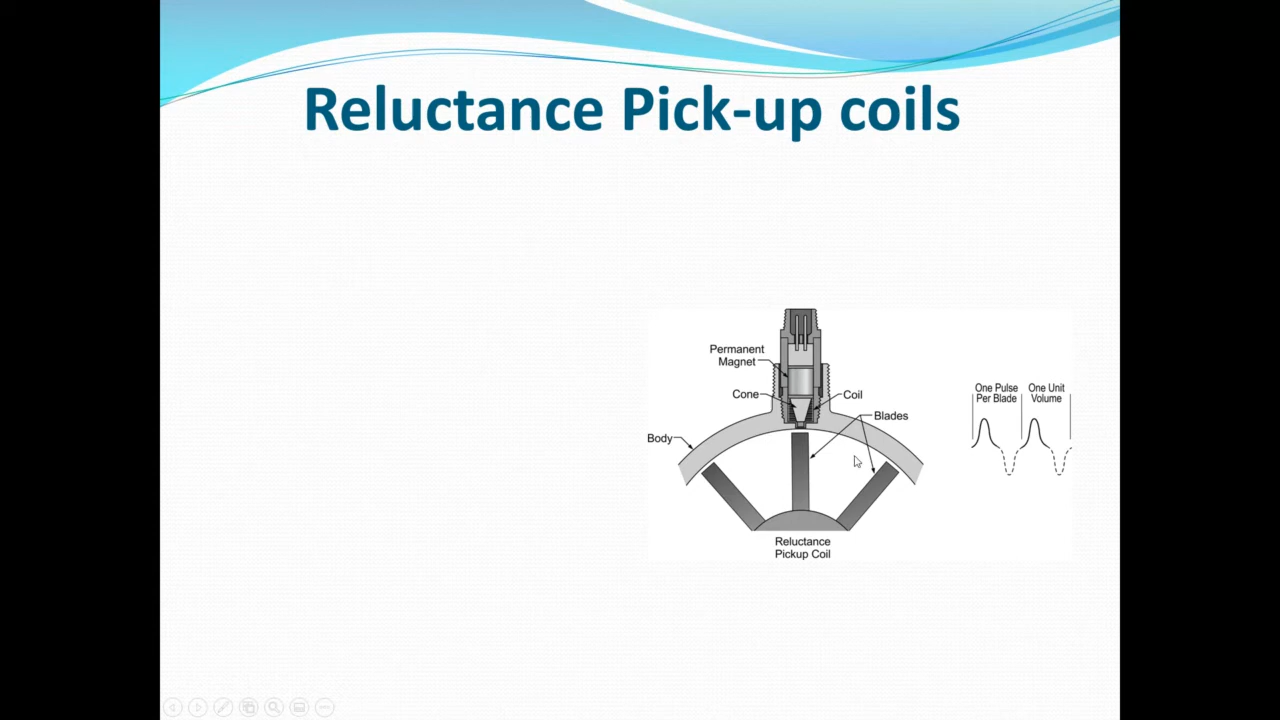 Reluctance Pick-up coils
Permanent
Magnet
Cone
Coil
Blades
Body
Reluctance
Pickup Coil
One Pulse
Per Blade
One Unit
Volume